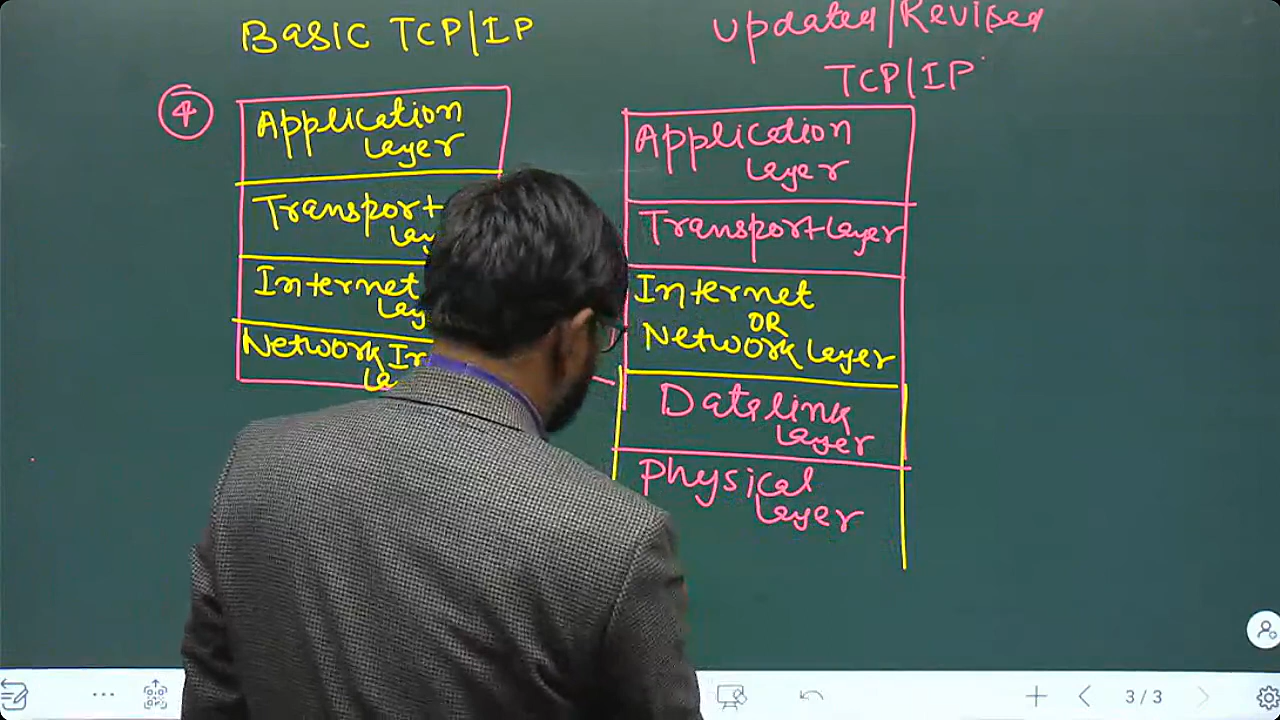 Basic TCP/IP
4
Application
Layer
Transport
Internet
Network
Updated/Revised
TCP/IP
Application
Layer
Transport Layer
Internet
OR
Network Layer
Datalink
Layer
Physical
Layer
3/3